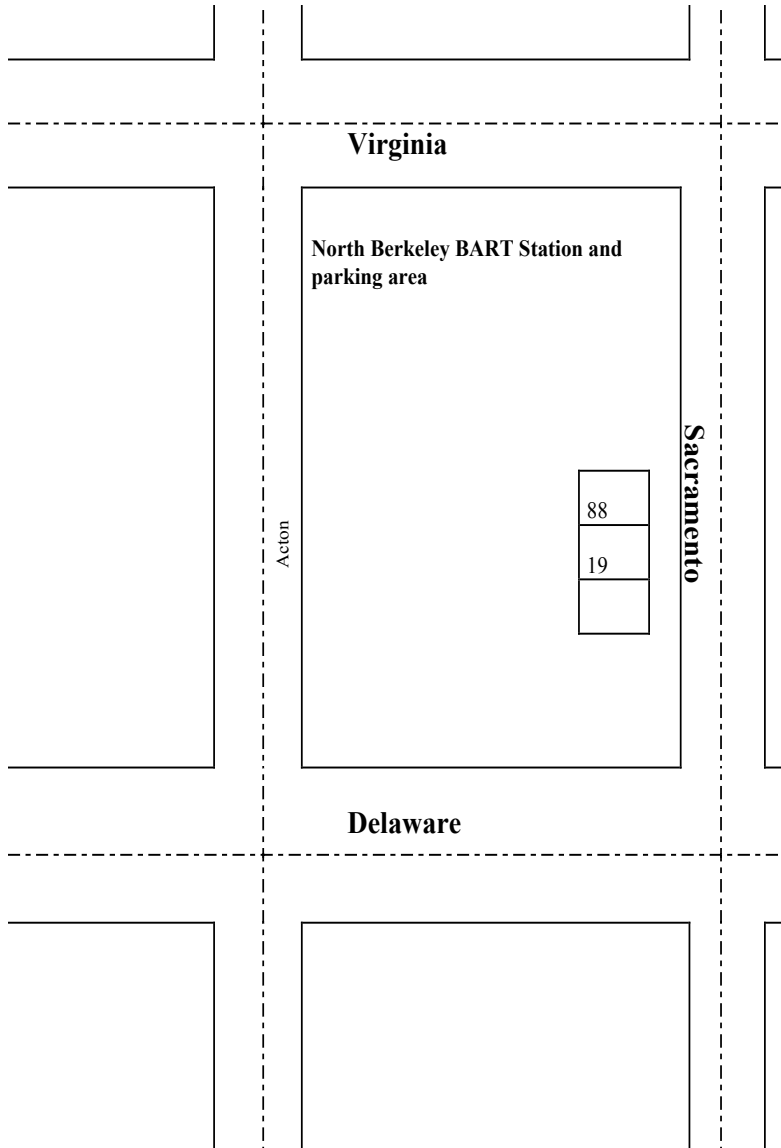 Virginia
North Berkeley BART Station and
parking area
Sacramento
88
Acton
19
Delaware